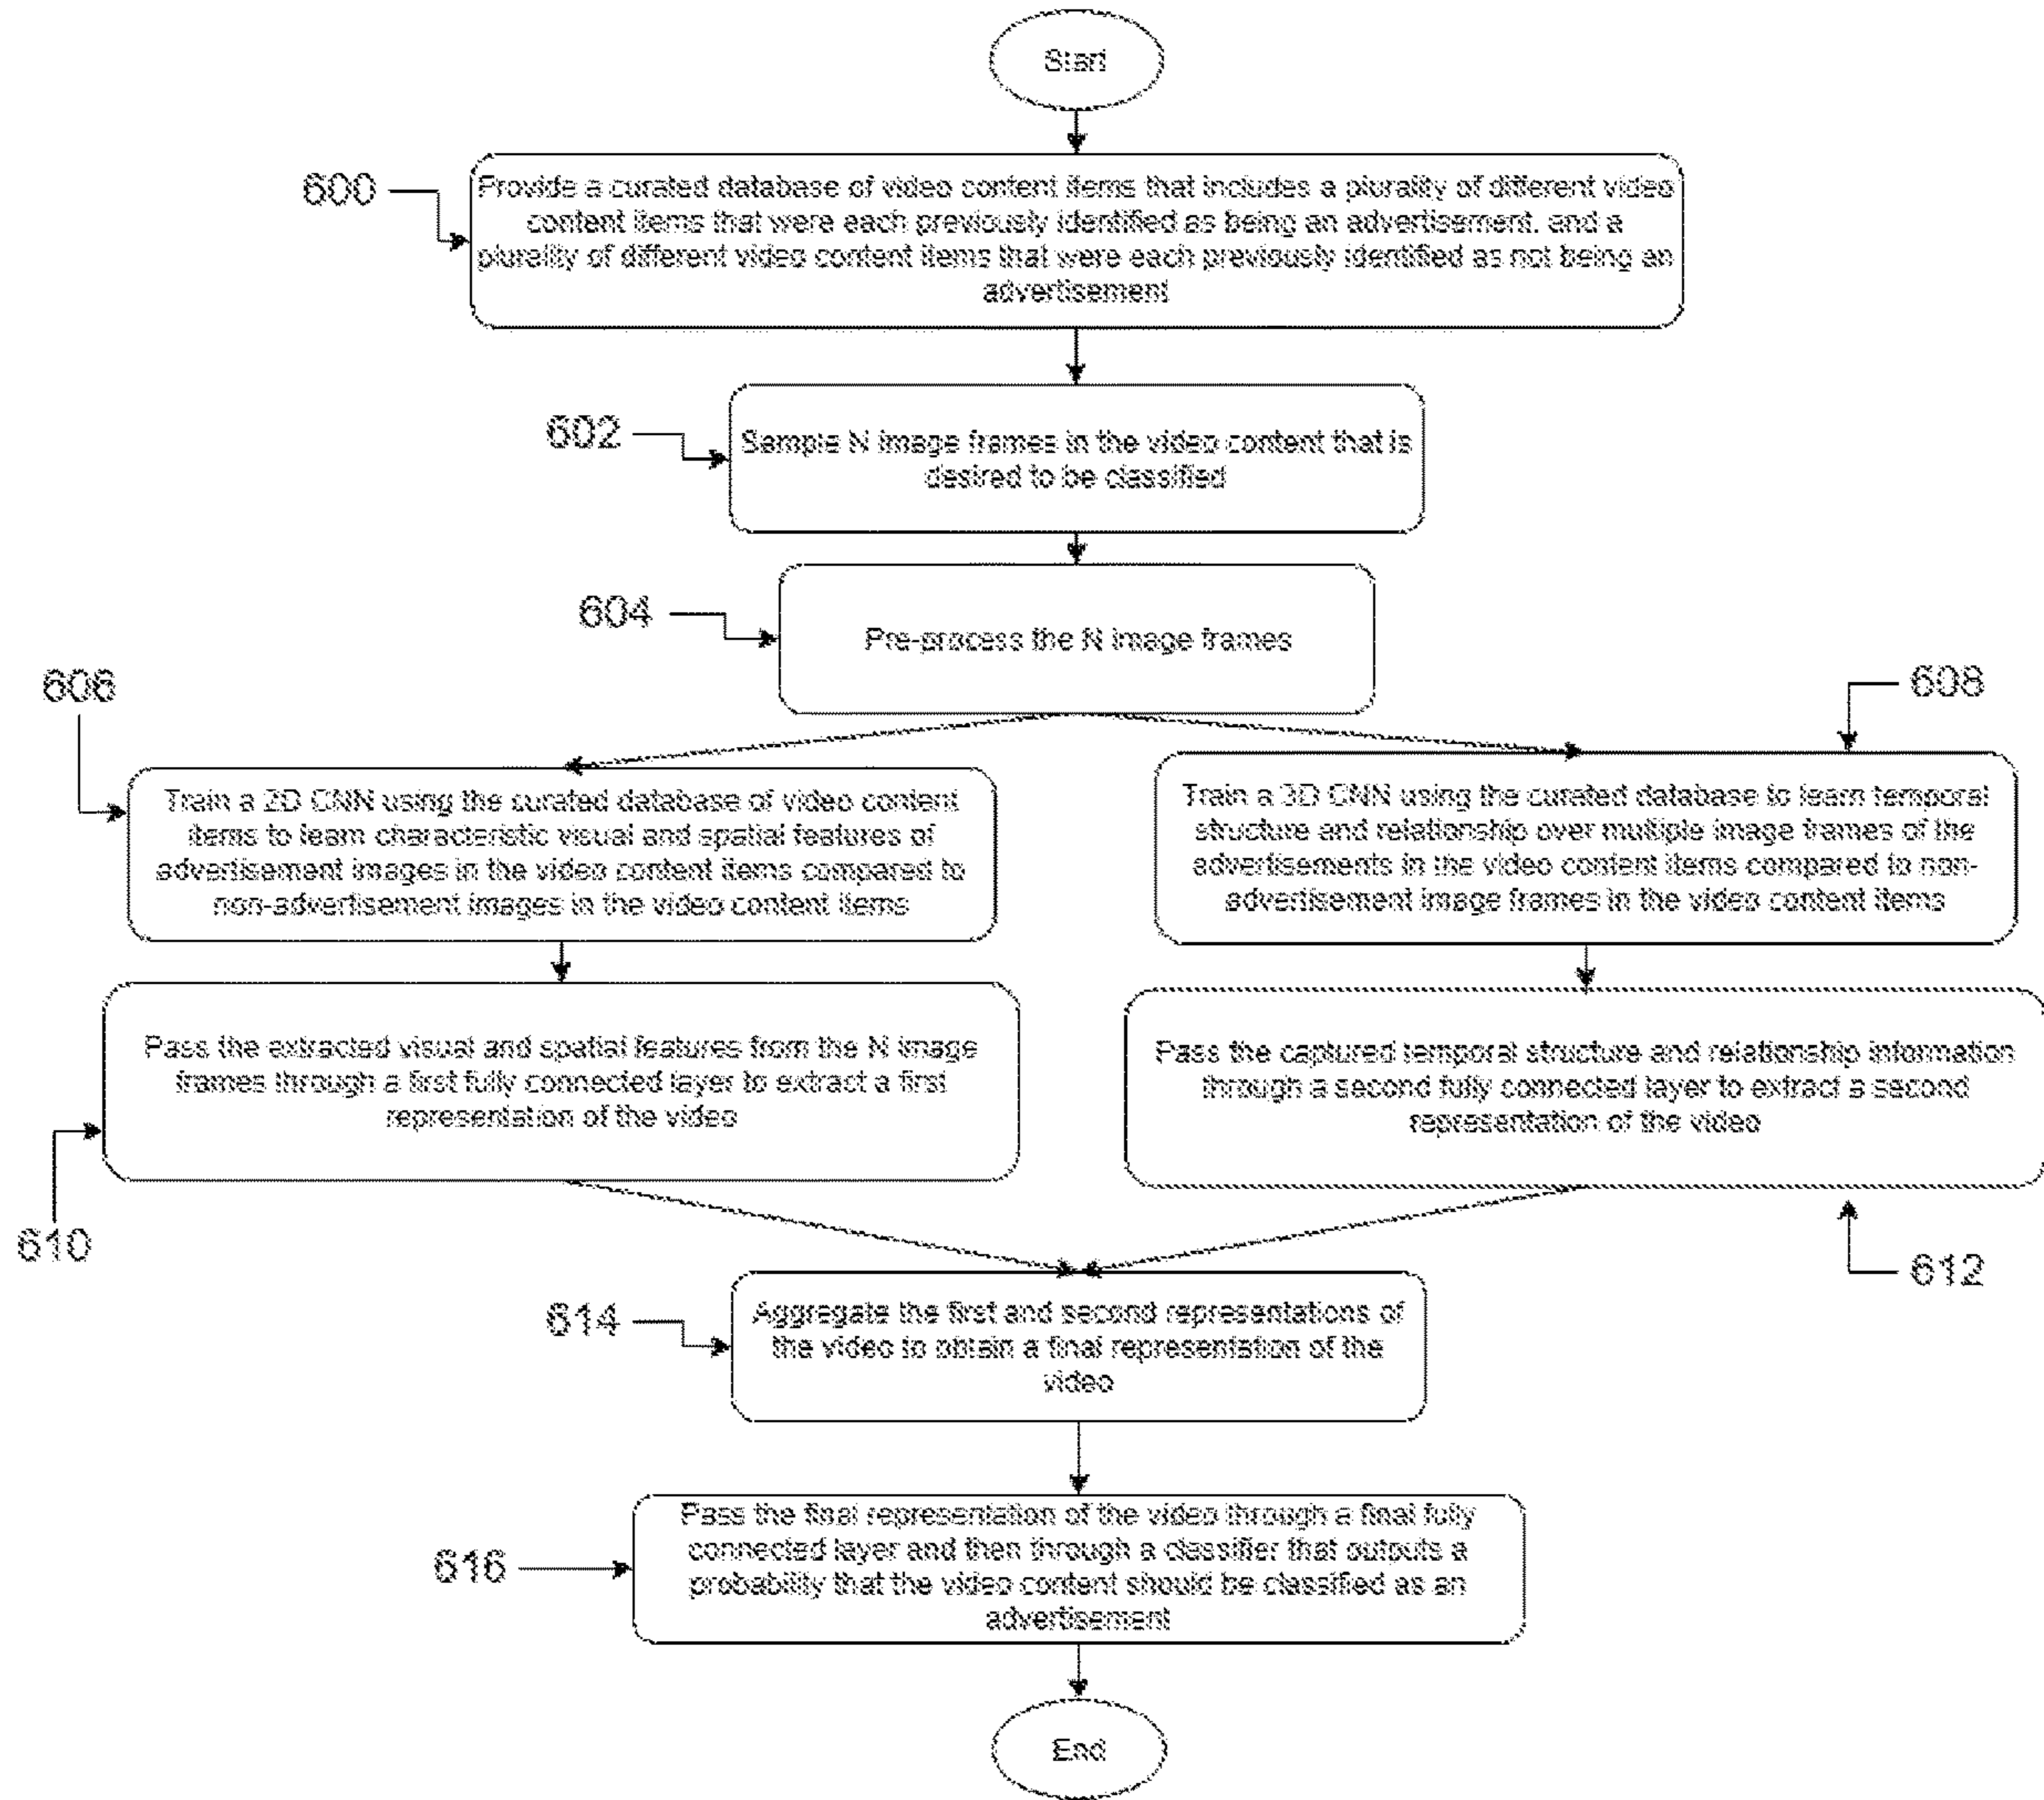 Start
600
Provide a curated database of video content items that includes a plurality of different video
content items that were each previously identified as being an advertisement, and a
plurality of different video content items that were each previously identified as not being an
advertisement
602
Sample N image frames in the video content that is
desired to be classified
604
Pre-process the N image frames
606
Train a 2D CNN using the curated database of video content
items to learn characteristic visual and spatial features of
advertisement images in the video content items compared to
non-advertisement images in the video content items
608
Train a 3D CNN using the curated database to learn temporal
structure and relationship over multiple image frames of the
advertisements in the video content items compared to non-
advertisement image frames in the video content items
610
Pass the extracted visual and spatial features from the N image
frames through a first fully connected layer to extract a first
representation of the video
Pass the captured temporal structure and relationship information
through a second fully connected layer to extract a second
representation of the video
612
614
Aggregate the first and second representations of
the video to obtain a final representation of the
video
616
Pass the final representation of the video through a final fully
connected layer and then through a classifier that outputs a
probability that the video content should be classified as an
advertisement
End